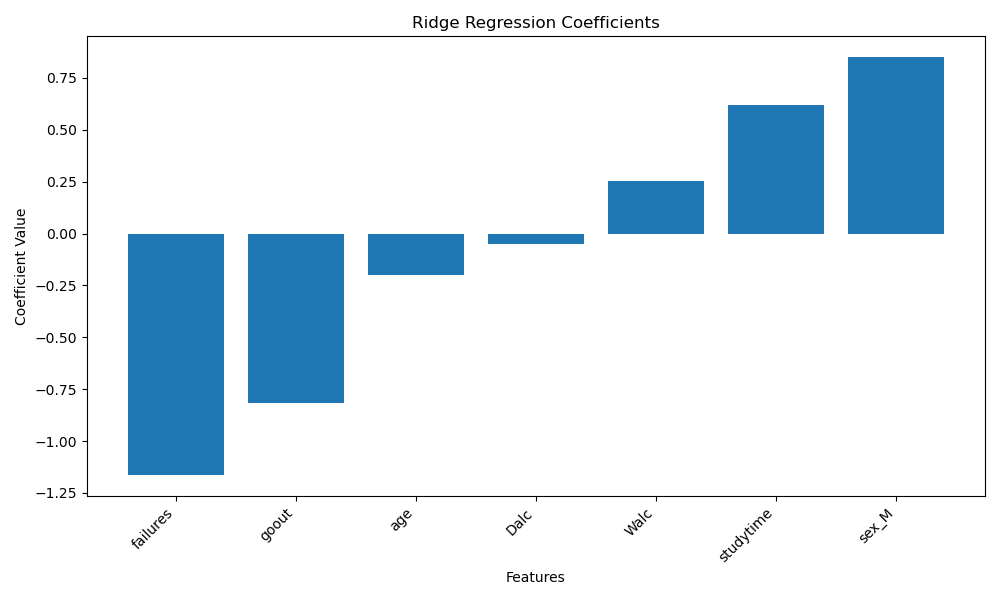 Ridge Regression Coefficients
Coefficient Value
0.75
0.50
0.25
0.00
−0.25
−0.50
−0.75
−1.00
−1.25
failures
goout
age
Dalc
Walc
studytime
sex_M
Features